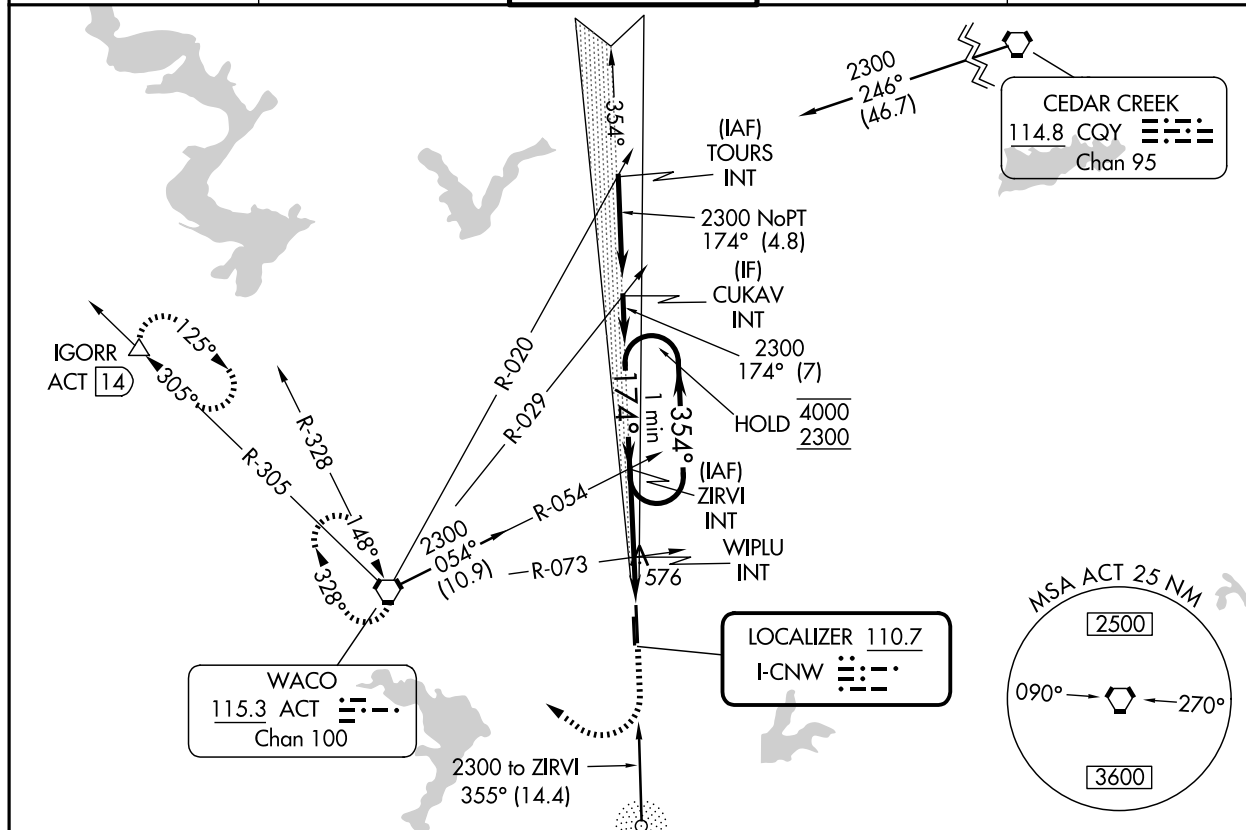 354°
2300
246°
(46.7)
CEDAR CREEK
114.8 CQY
Chan 95
(IAF)
TOURS
INT
2300 NoPT
174° (4.8)
(IF)
CUKAV
INT
2300
174° (7)
HOLD 4000
2300
174°
1 min
354°
(IAF)
ZIRVI
INT
WIPLU
INT
576
IGORR
ACT 14
125°
305°
R-305
R-328
R-020
R-029
R-054
R-073
148°
328°
2300
054°
(10.9)
WACO
115.3 ACT
Chan 100
LOCALIZER 110.7
I-CNW
2300 to ZIRVI
355° (14.4)
MSA ACT 25 NM
2500
090°
270°
3600